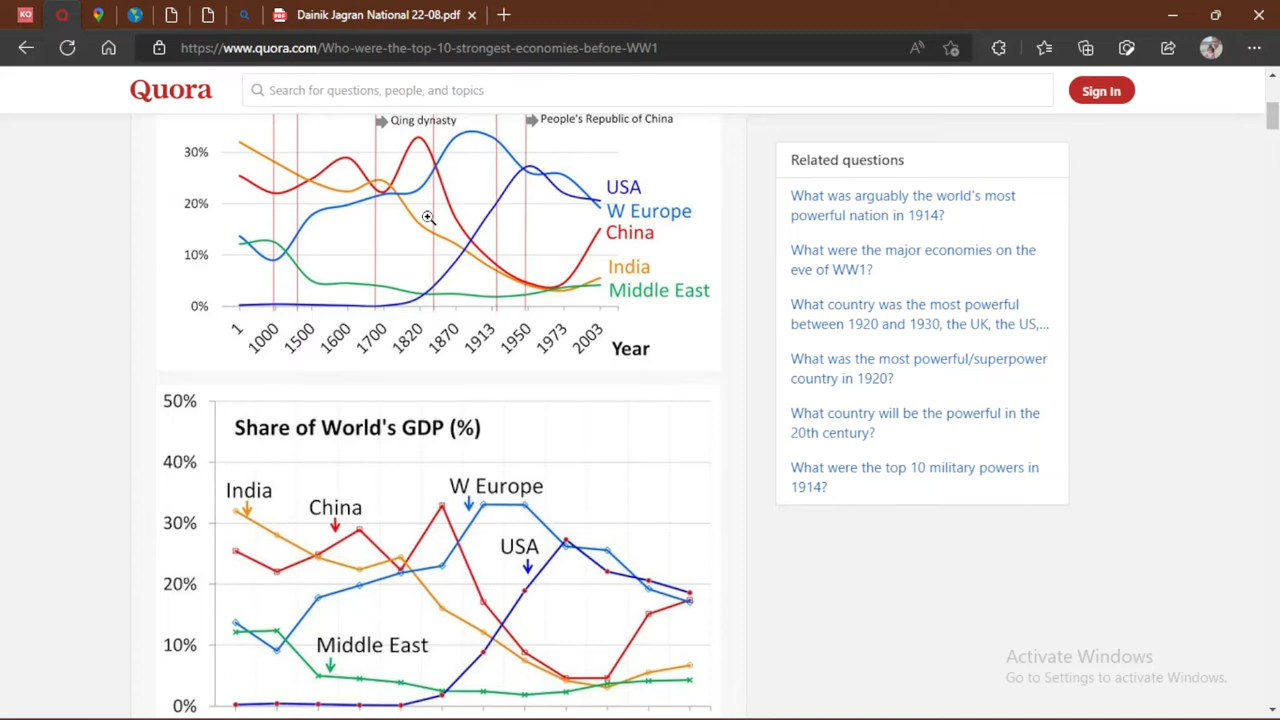 KO
PDF
Dainik Jagran National 22-08.pdf
https://www.quora.com/Who-were-the-top-10-strongest-economies-before-WW1
Quora
Search for questions, people, and topics
Sign In
Qing dynasty
People's Republic of China
30%
20%
10%
0%
USA
W Europe
China
India
Middle East
1
1000
1500
1600
1700
1820
1870
1913
1950
1973
2003
Year
50%
40%
30%
20%
10%
0%
Share of World's GDP (%)
India
China
W Europe
USA
Middle East
Related questions
What was arguably the world's most
powerful nation in 1914?
What were the major economies on the
eve of WW1?
What country was the most powerful
between 1920 and 1930, the UK, the US,...
What was the most powerful/superpower
country in 1920?
What country will be the powerful in the
20th century?
What were the top 10 military powers in
1914?
Activate Windows
Go to Settings to activate Windows.